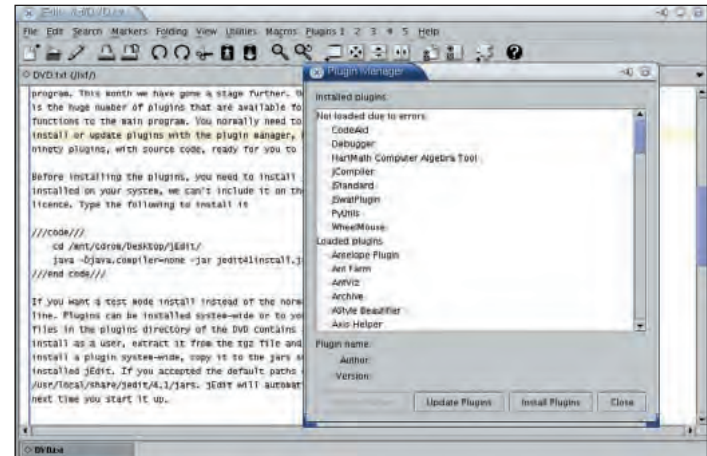 File Edit Search Markers Folding View Utilities Macros Plugins 1 2 3 4 5 Help
DVD.txt (/lxf/)
program. This month we have gone a stage further.
is the huge number of plugins that are available fo
functions to the main program. You normally need to
install or update plugins with the plugin manager,
ninety plugins, with source code, ready for you to
Before installing the plugins, you need to install
installed on your system, we can't include it on th
licence. Type the following to install it
///code///
cd /mnt/cdrom/Desktop/jEdit/
java -Djava.compiler=none -jar jedit41install.j
///end code///
If you want a text mode install instead of the norm
line. Plugins can be installed system-wide or to yo
files in the plugins directory of the DVD contains
install as a user, extract it from the tgz file and
install a plugin system-wide, copy it to the jars s
installed jEdit. If you accepted the default paths
/usr/local/share/jedit/4.1/jars. jEdit will automat
next time you start it up.
DVD.txt
Plugin Manager
Installed plugins:
Not loaded due to errors
CodeAid
Debugger
HartMath Computer Algebra Tool
JCompiler
JStandard
JSwatPlugin
PyUtils
WheelMouse
Loaded plugins
Antelope Plugin
Ant Farm
AntViz
Archive
AStyle Beautifier
Axis Helper
Plugin name:
Author:
Version:
Update Plugins
Install Plugins
Close